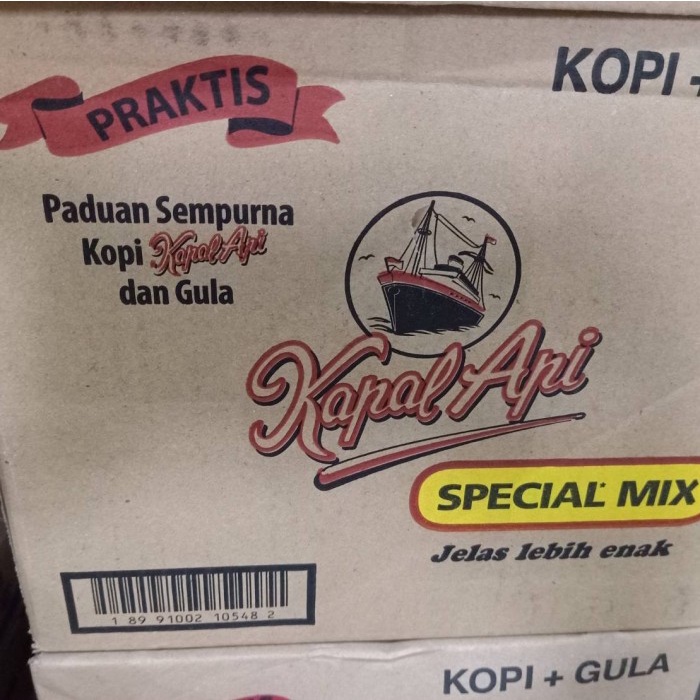 PRAKTIS
KOPI +
Paduan Sempurna
Kopi Kapal Api
dan Gula
Kapal Api
SPECIAL MIX
Jelas lebih enak
1 89 91002 10548 2
KOPI + GULA